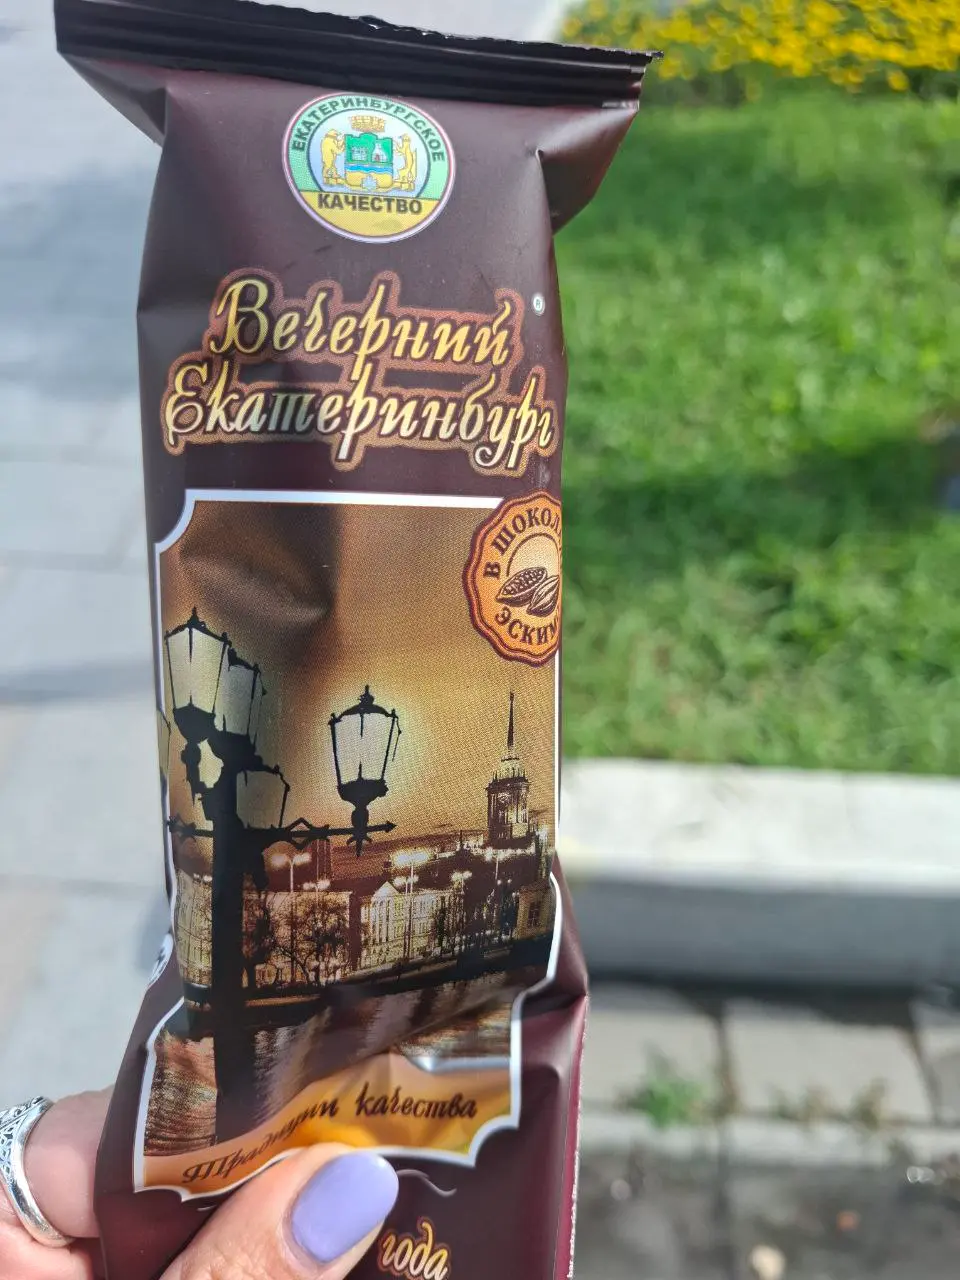 ЕКАТЕРИНБУРГСКОЕ
КАЧЕСТВО
Вечерний ®
Екатеринбург
В ШОКОЛ
ЭСКИМ
Традиции качества
года